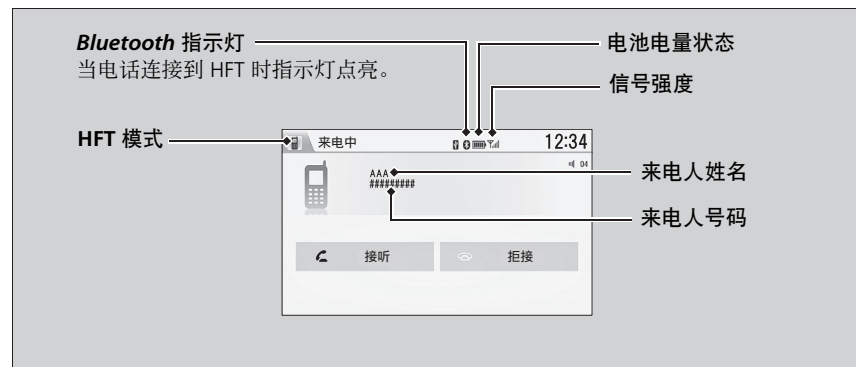 Bluetooth 指示灯
当电话连接到 HFT 时指示灯点亮。
电池电量状态
信号强度
HFT 模式
来电中
12:34
04
AAA
#########
来电人姓名
来电人号码
接听
拒接